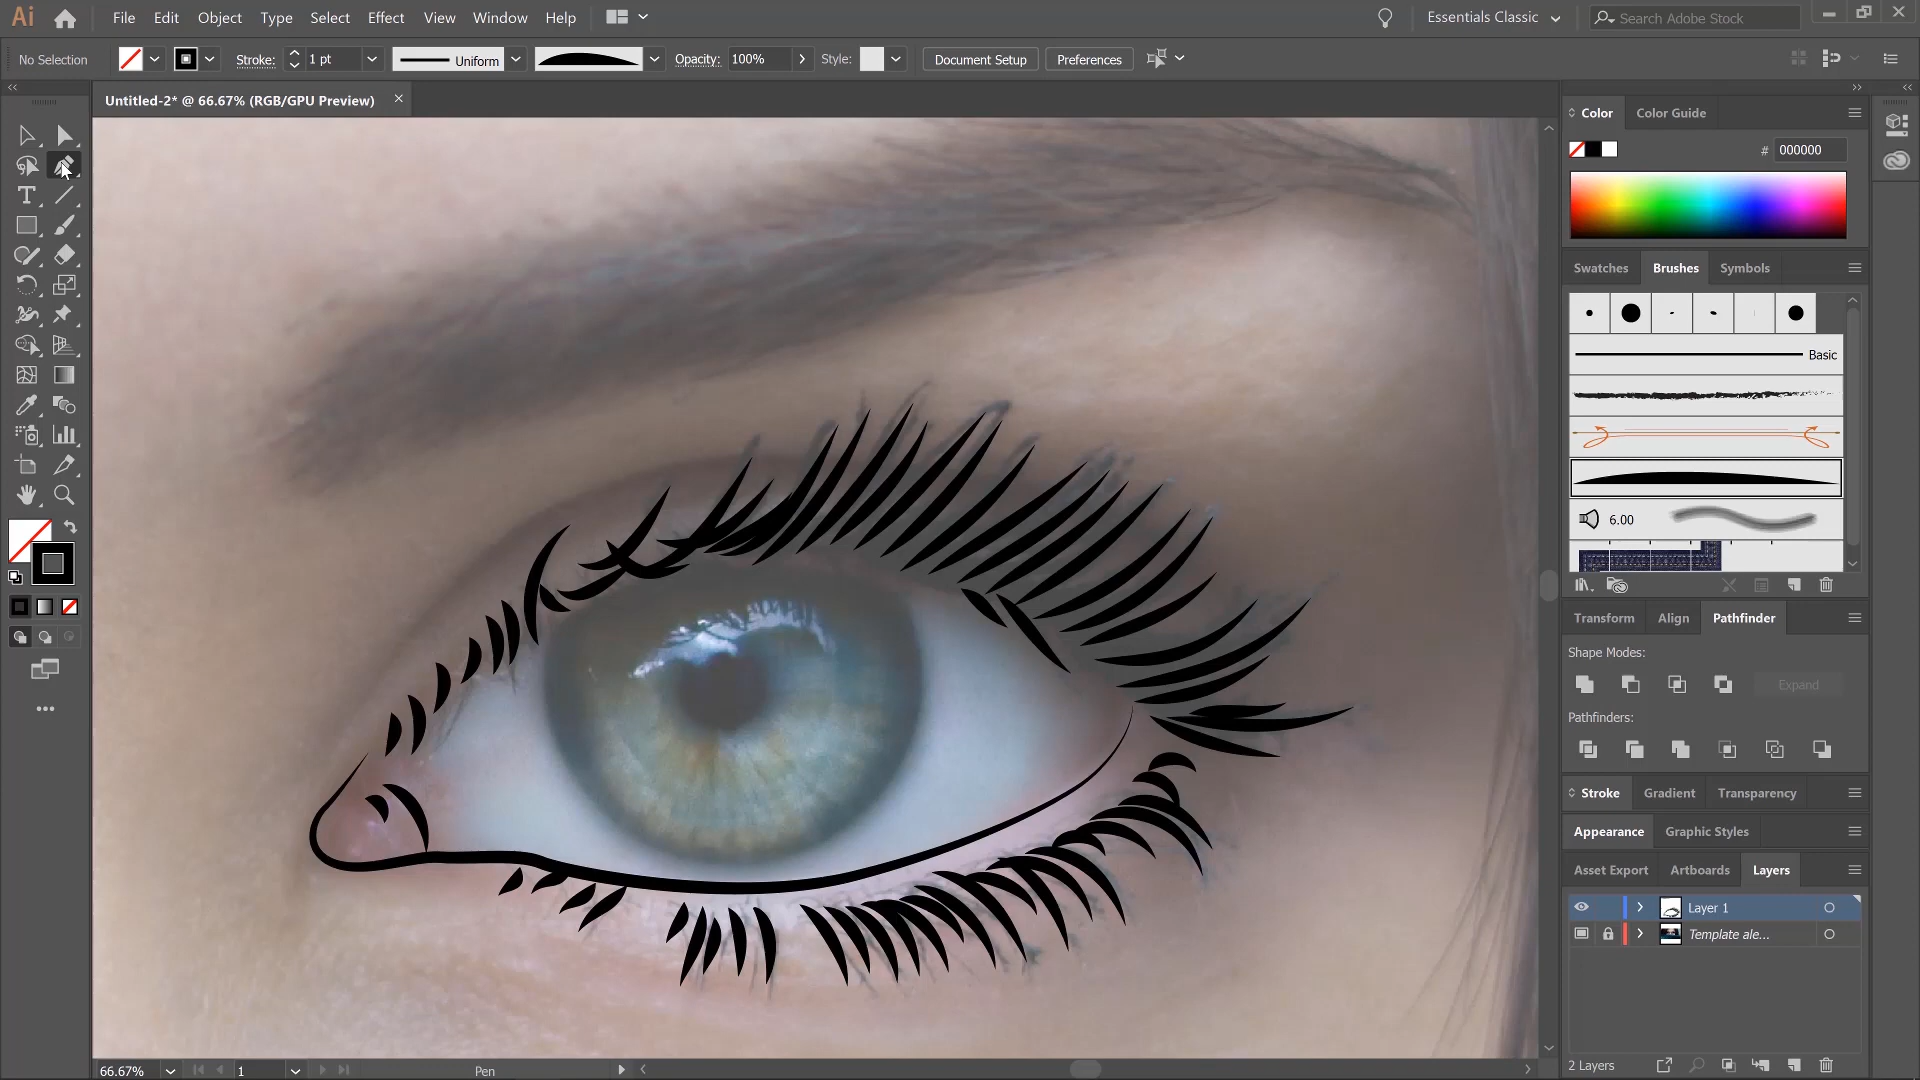 Ai File Edit Object Type Select Effect View Window Help Essentials Classic Search Adobe Stock
No Selection Stroke: 1 pt Uniform Opacity: 100% Style: Document Setup Preferences
Untitled-2* @ 66.67% (RGB/GPU Preview)
Color Color Guide
# 000000
Swatches Brushes Symbols
Basic
6.00
Transform Align Pathfinder
Shape Modes:
Expand
Pathfinders:
Stroke Gradient Transparency
Appearance Graphic Styles
Asset Export Artboards Layers
Layer 1
Template ale...
2 Layers
66.67% 1 Pen